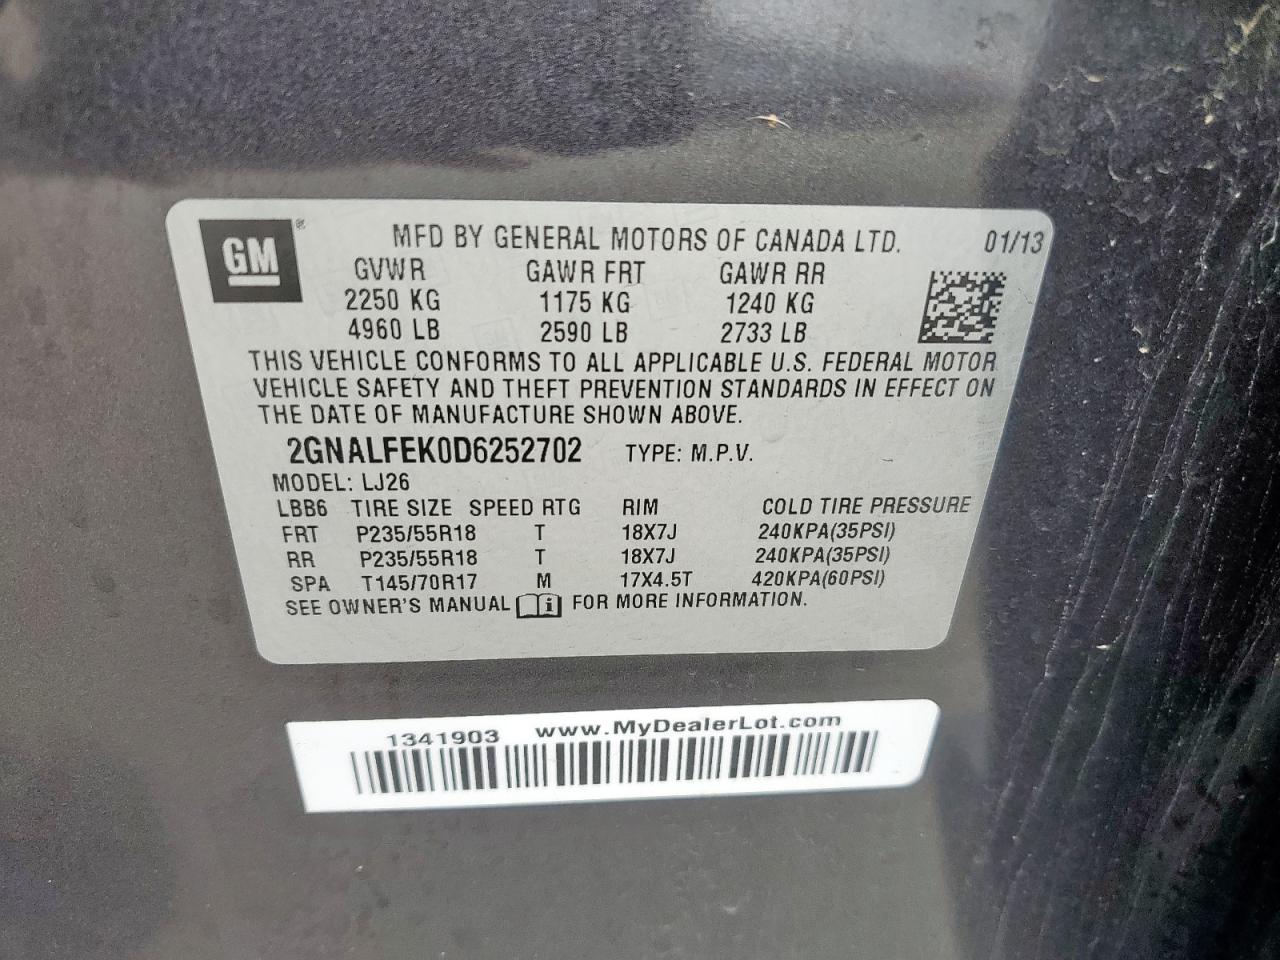 GM ®
MFD BY GENERAL MOTORS OF CANADA LTD. 01/13
GVWR GAWR FRT GAWR RR
2250 KG 1175 KG 1240 KG
4960 LB 2590 LB 2733 LB
THIS VEHICLE CONFORMS TO ALL APPLICABLE U.S. FEDERAL MOTOR
VEHICLE SAFETY AND THEFT PREVENTION STANDARDS IN EFFECT ON
THE DATE OF MANUFACTURE SHOWN ABOVE.
2GNALFEK0D6252702 TYPE: M.P.V.
MODEL: LJ26
LBB6 TIRE SIZE SPEED RTG RIM COLD TIRE PRESSURE
FRT P235/55R18 T 18X7J 240KPA(35PSI)
RR P235/55R18 T 18X7J 240KPA(35PSI)
SPA T145/70R17 M 17X4.5T 420KPA(60PSI)
SEE OWNER'S MANUAL i FOR MORE INFORMATION.
1341903 www.MyDealerLot.com